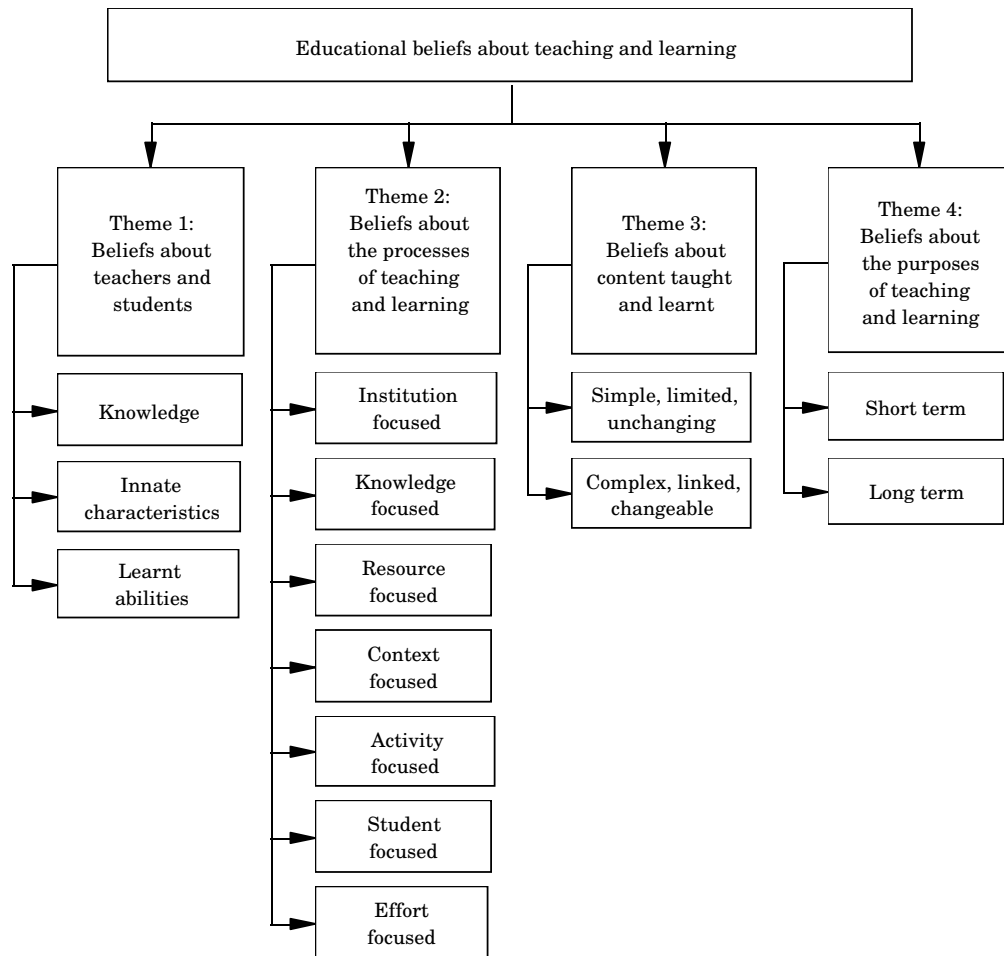 Educational beliefs about teaching and learning
Theme 1:
Beliefs about
teachers and
students
Knowledge
Innate
characteristics
Learnt
abilities
Theme 2:
Beliefs about
the processes
of teaching
and learning
Institution
focused
Knowledge
focused
Resource
focused
Context
focused
Activity
focused
Student
focused
Effort
focused
Theme 3:
Beliefs about
content taught
and learnt
Simple, limited,
unchanging
Complex, linked,
changeable
Theme 4:
Beliefs about
the purposes
of teaching
and learning
Short term
Long term